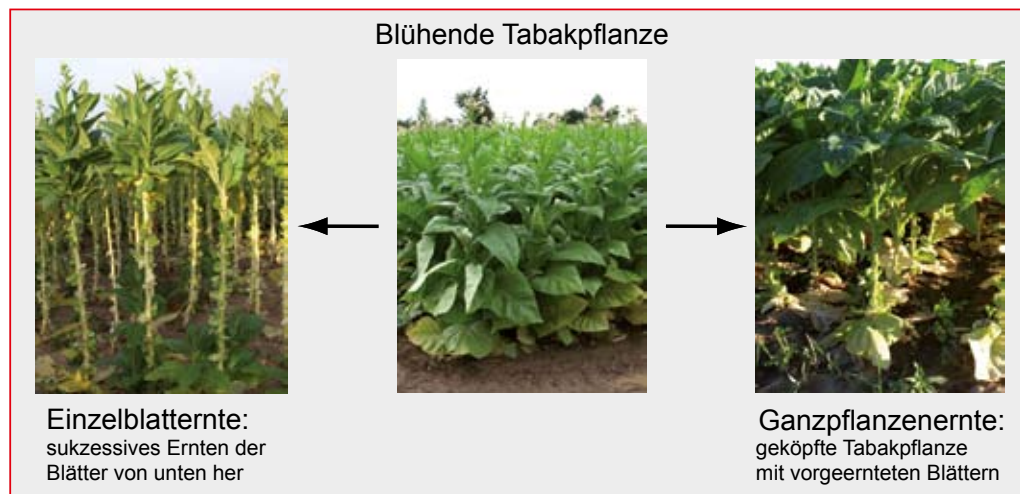 Blühende Tabakpflanze
Einzelblatternte:
sukzessives Ernten der
Blätter von unten her
Ganzpflanzenernte:
geköpfte Tabakpflanze
mit vorgeernteten Blättern